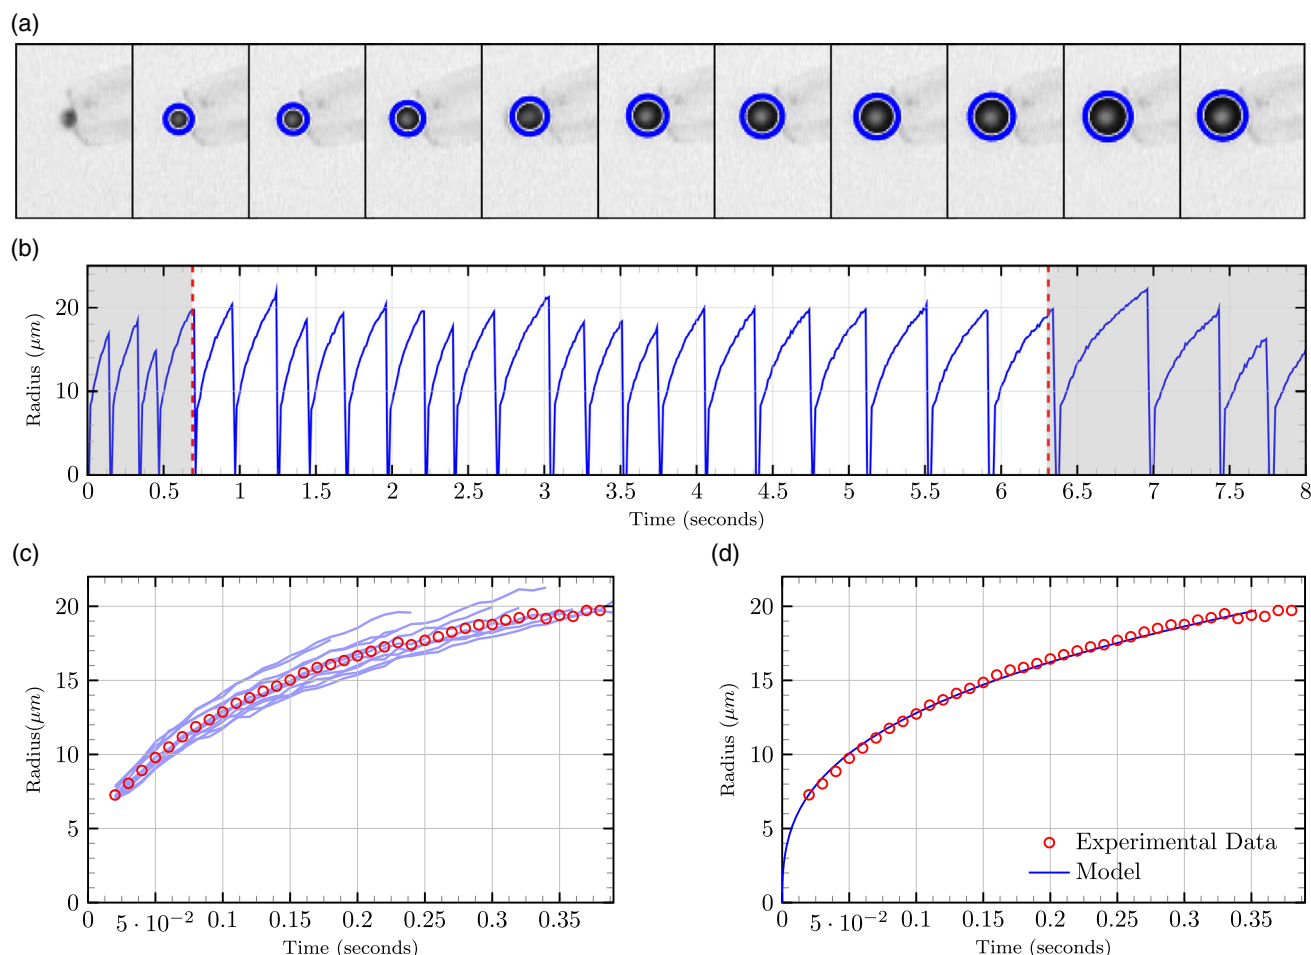 (a)
(b)
20
10
0
Radius (μm)
0 0.5 1 1.5 2 2.5 3 3.5 4 4.5 5 5.5 6 6.5 7 7.5 8
Time (seconds)
(c)
20
15
10
5
0
Radius(μm)
0 5 · 10⁻² 0.1 0.15 0.2 0.25 0.3 0.35
Time (seconds)
(d)
20
15
10
5
0
Radius (μm)
Experimental Data
Model
0 5 · 10⁻² 0.1 0.15 0.2 0.25 0.3 0.35
Time (seconds)